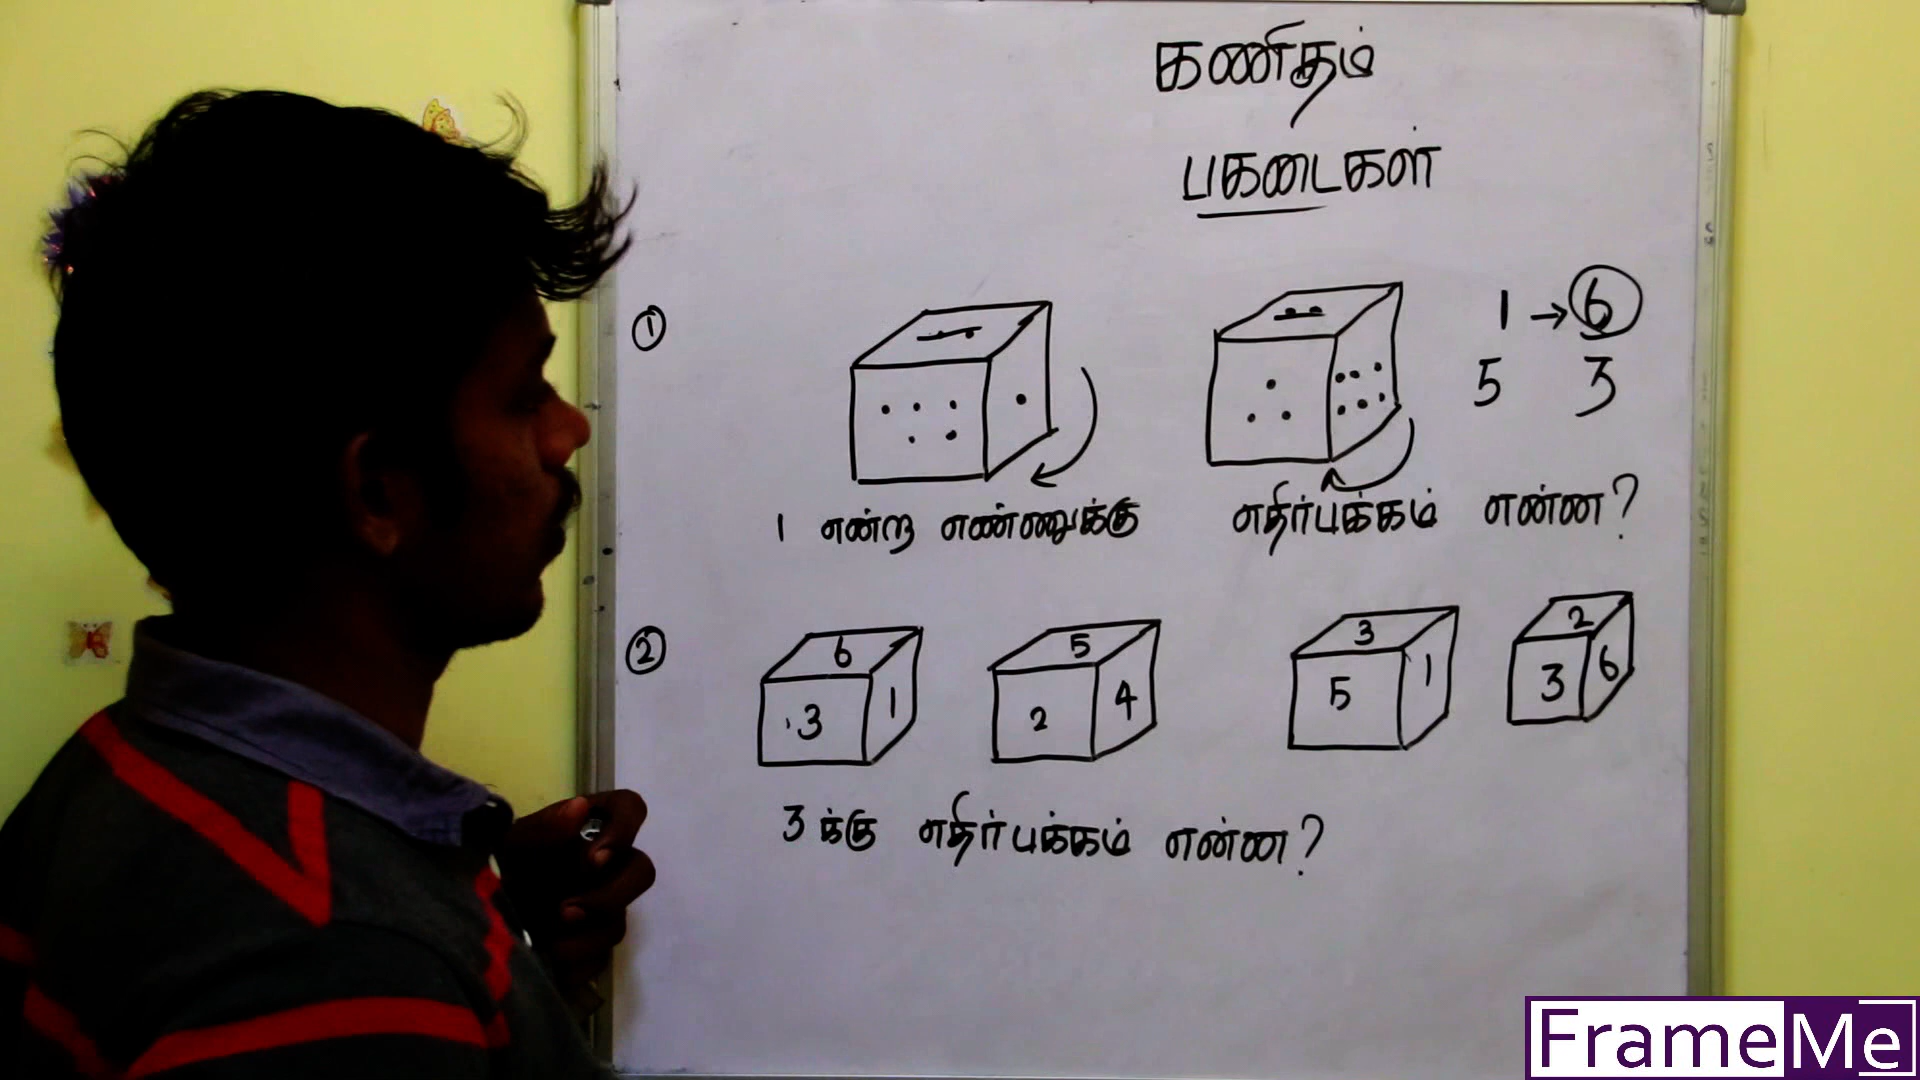 கணிதம்
பகடைகள்
①
1 → 6
5 3
1 என்ற எண்ணுக்கு எதிர்பக்கம் என்ன?
②
6 5 3 2
3 1 2 4 5 1 3 6
3 க்கு எதிர்பக்கம் என்ன?
FrameMe